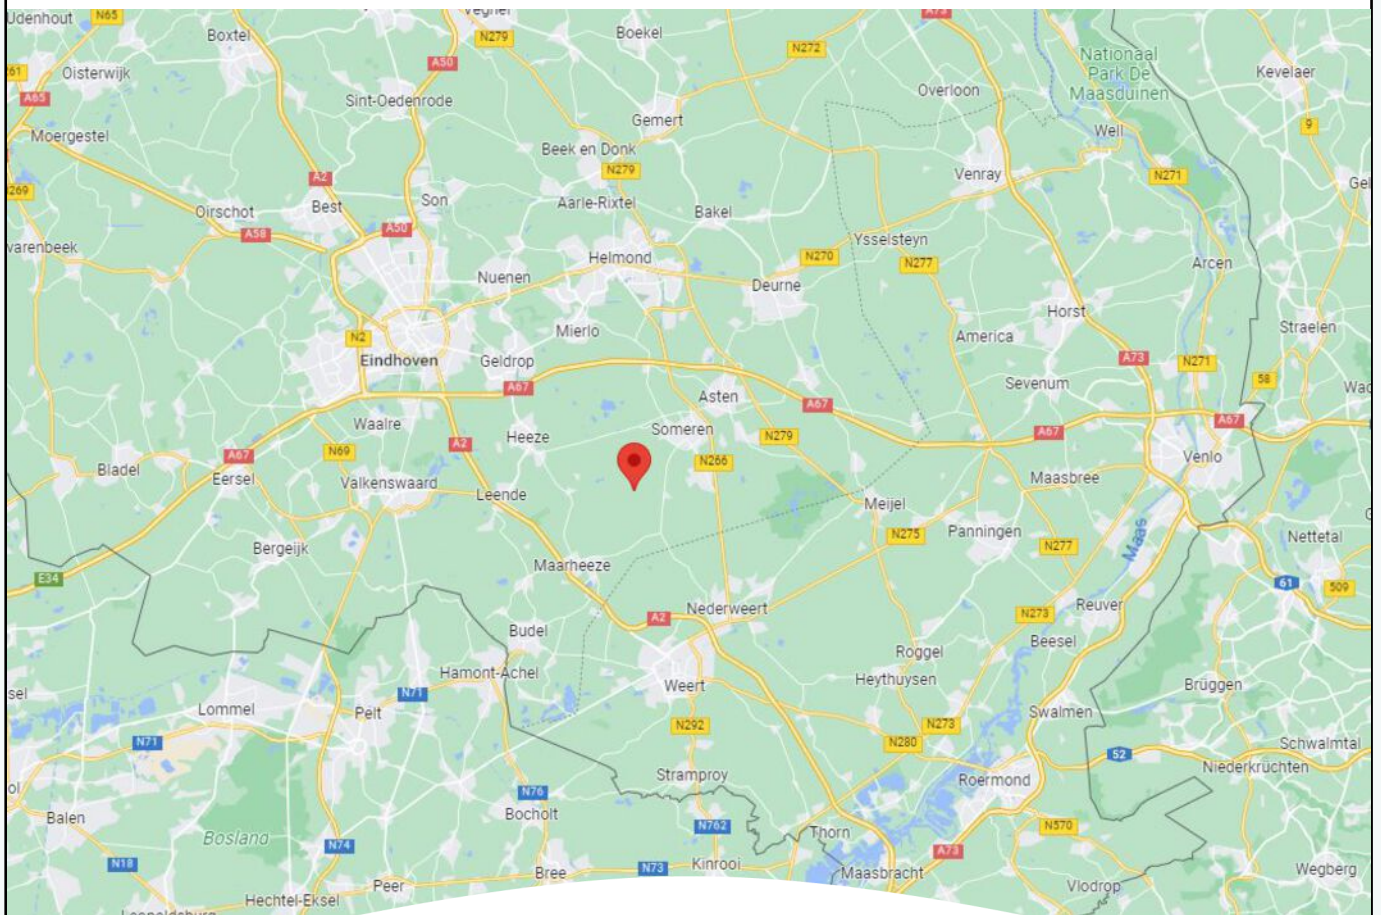 Udenhout
N65
Veghel
A73
N279
Boekel
Boxtel
N272
Nationaal
Park De
Maasduinen
Oisterwijk
A50
Kevelaer
Overloon
A65
Sint-Oedenrode
Gemert
9
Moergestel
Well
Beek en Donk
N279
Venray
N271
A2
269
Son
Aarle-Rixtel
Bakel
Oirschot
Best
A58
A50
Ysselsteyn
Helmond
N270
N277
Arcen
Nuenen
Deurne
Horst
Mierlo
Straelen
N2
America
Eindhoven
Geldrop
A73
N271
58
A67
Sevenum
Asten
A67
Waalre
A67
A67
Someren
Heeze
N279
A2
N69
A67
N266
Venlo
Bladel
Eersel
Valkenswaard
Leende
Maasbree
Meijel
Panningen
N275
Maas
Nettetal
Bergeijk
N277
Maarheeze
E34
61
509
Nederweert
Reuver
A2
N273
Budel
Beesel
Roggel
Hamont-Achel
Heythuysen
Weert
Brüggen
N71
Lommel
Pelt
Swalmen
N292
N273
N71
N280
Schwalmtal
52
Niederkrüchten
Stramproy
Roermond
N76
Bocholt
Balen
N762
N570
Thorn
Bosland
N74
A73
N18
N73
Kinrooi
Maasbracht
Bree
Wegberg
Peer
Vlodrop
Hechtel-Eksel